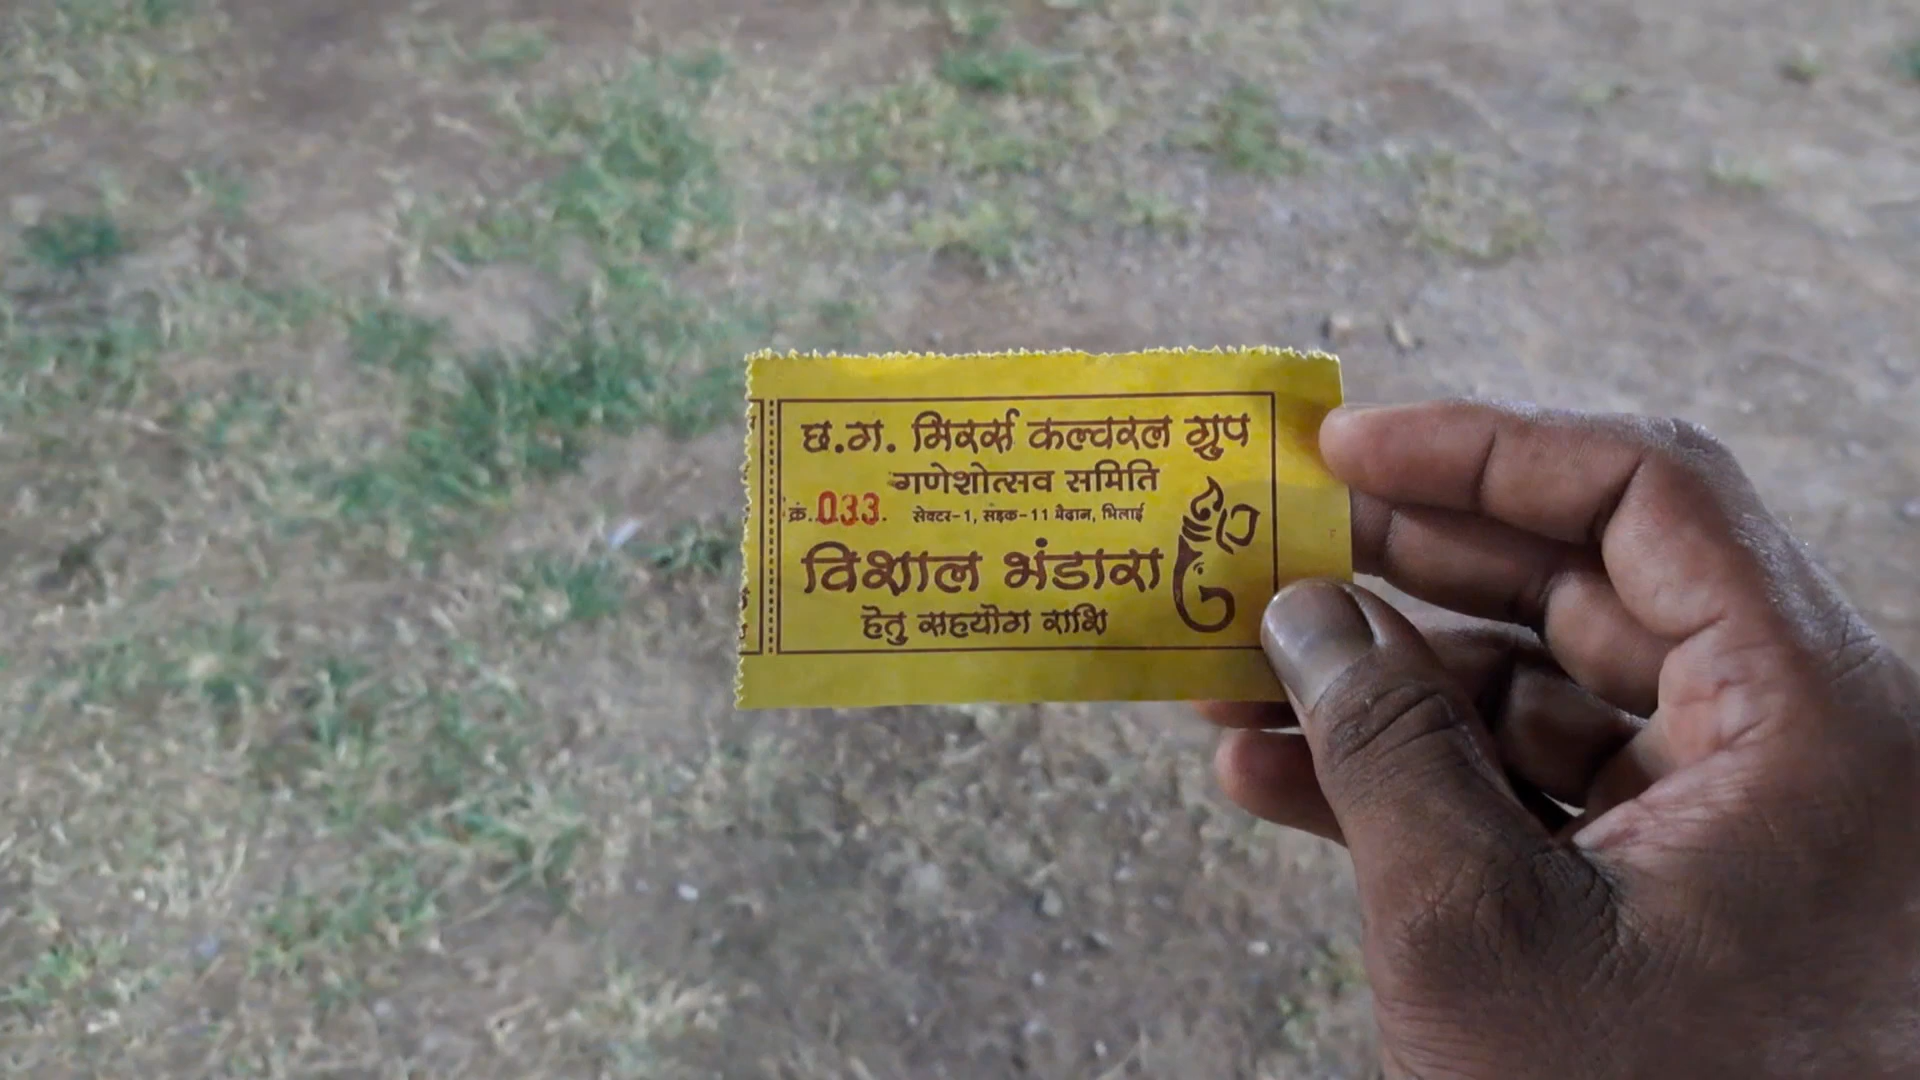 छ.ग. मिरर्स कल्चरल ग्रुप
गणेशोत्सव समिति
क्रं. 033. सेक्टर-1, सड़क-11 मैदान, भिलाई
विशाल भंडारा
हेतु सहयोग राशि